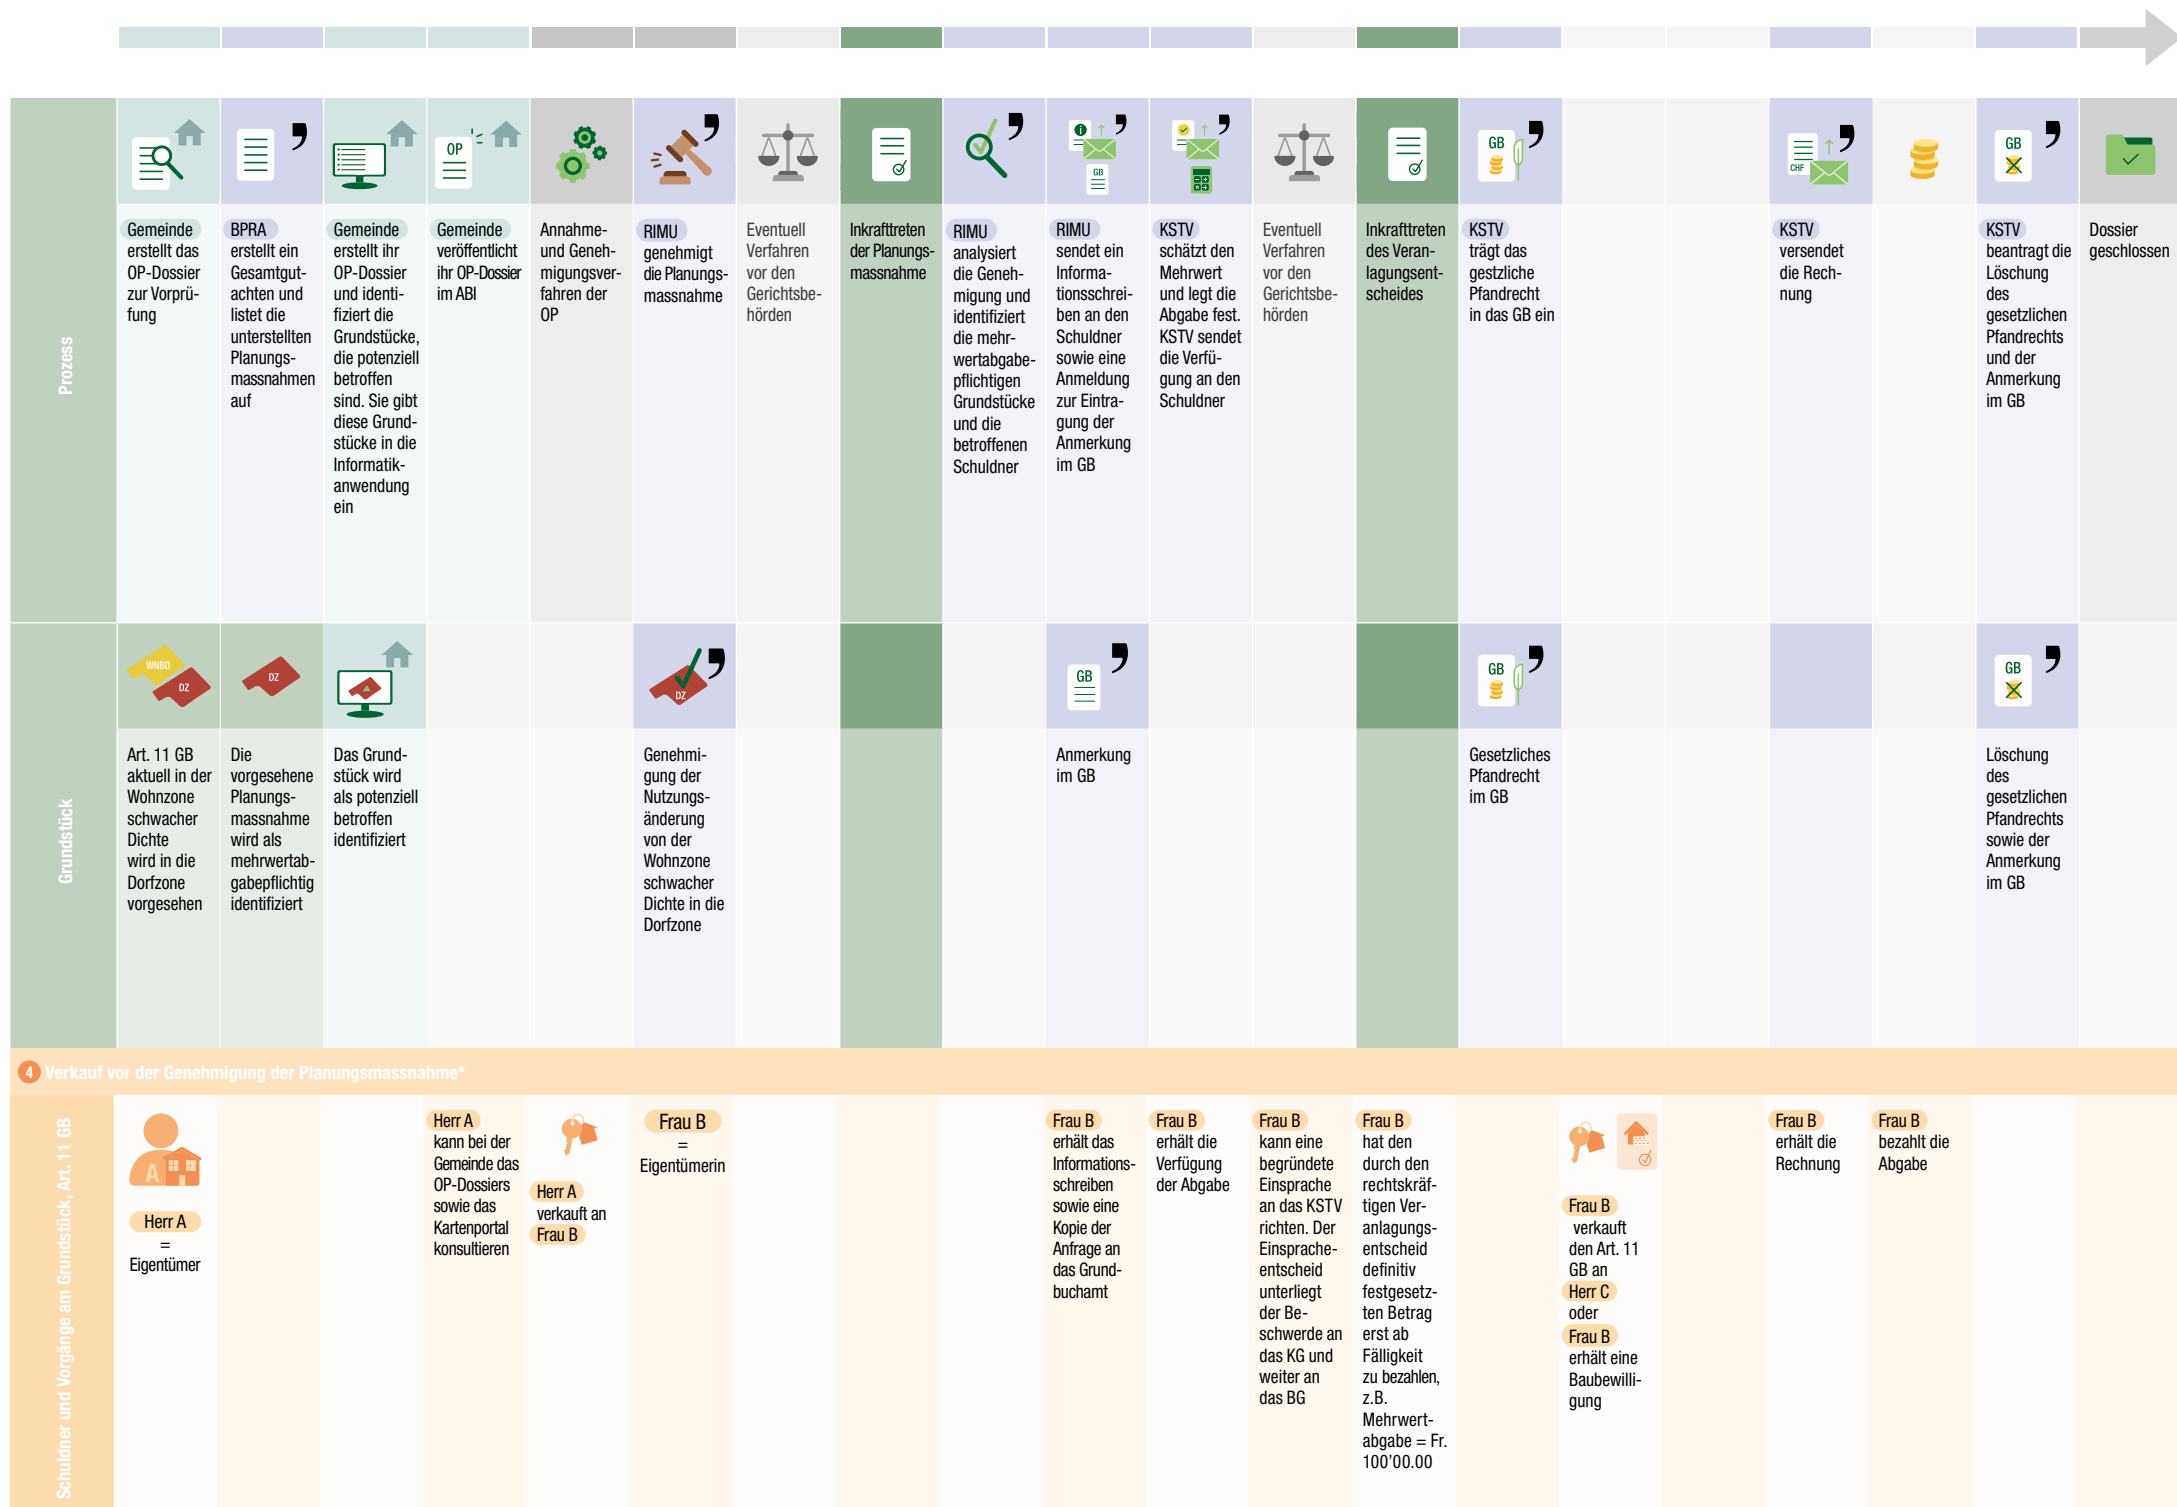 OP
GB
GB
CHF
GB
Prozess
Gemeinde
erstellt das
OP-Dossier
zur Vorprü-
fung
BPRA
erstellt ein
Gesamtgut-
achten und
listet die
unterstellten
Planungs-
massnahmen
auf
Gemeinde
erstellt ihr
OP-Dossier
und identi-
fiziert die
Grundstücke,
die potenziell
betroffen
sind. Sie gibt
diese Grund-
stücke in die
Informatik-
anwendung
ein
Gemeinde
veröffentlicht
ihr OP-Dossier
im ABl
Annahme-
und Geneh-
migungsver-
fahren der
OP
RIMU
genehmigt
die Planungs-
massnahme
Eventuell
Verfahren
vor den
Gerichtsbe-
hörden
Inkrafttreten
der Planungs-
massnahme
RIMU
analysiert
die Geneh-
migung und
identifiziert
die mehr-
wertabgabe-
pflichtigen
Grundstücke
und die
betroffenen
Schuldner
RIMU
sendet ein
Informa-
tionsschrei-
ben an den
Schuldner
sowie eine
Anmeldung
zur Eintra-
gung der
Anmerkung
im GB
KSTV
schätzt den
Mehrwert
und legt die
Abgabe fest.
KSTV sendet
die Verfü-
gung an den
Schuldner
Eventuell
Verfahren
vor den
Gerichtsbe-
hörden
Inkrafttreten
des Veran-
lagungsent-
scheides
KSTV
trägt das
gestzliche
Pfandrecht
in das GB ein
KSTV
versendet
die Rech-
nung
KSTV
beantragt die
Löschung
des
gesetzlichen
Pfandrechts
und der
Anmerkung
im GB
Dossier
geschlossen
Grundstück
WNBD
DZ
DZ
DZ
GB
GB
GB
Art. 11 GB
aktuell in der
Wohnzone
schwacher
Dichte
wird in die
Dorfzone
vorgesehen
Die
vorgesehene
Planungs-
massnahme
wird als
mehrwertab-
gabepflichtig
identifiziert
Das Grund-
stück wird
als potenziell
betroffen
identifiziert
Genehmi-
gung der
Nutzungs-
änderung
von der
Wohnzone
schwacher
Dichte in die
Dorfzone
Anmerkung
im GB
Gesetzliches
Pfandrecht
im GB
Löschung
des
gesetzlichen
Pfandrechts
sowie der
Anmerkung
im GB
4 Verkauf vor der Genehmigung der Planungsmassnahme*
Schuldner und Vorgänge am Grundstück, Art. 11 GB
A
Herr A
=
Eigentümer
Herr A
kann bei der
Gemeinde das
OP-Dossiers
sowie das
Kartenportal
konsultieren
Herr A
verkauft an
Frau B
Frau B
=
Eigentümerin
Frau B
erhält das
Informations-
schreiben
sowie eine
Kopie der
Anfrage an
das Grund-
buchamt
Frau B
erhält die
Verfügung
der Abgabe
Frau B
kann eine
begründete
Einsprache
an das KSTV
richten. Der
Einsprache-
entscheid
unterliegt
der Be-
schwerde an
das KG und
weiter an
das BG
Frau B
hat den
durch den
rechtskräf-
tigen Ver-
anlagungs-
entscheid
definitiv
festgesetz-
ten Betrag
erst ab
Fälligkeit
zu bezahlen,
z.B.
Mehrwert-
abgabe = Fr.
100’00.00
Frau B
verkauft
den Art. 11
GB an
Herr C
oder
Frau B
erhält eine
Baubewilli-
gung
Frau B
erhält die
Rechnung
Frau B
bezahlt die
Abgabe